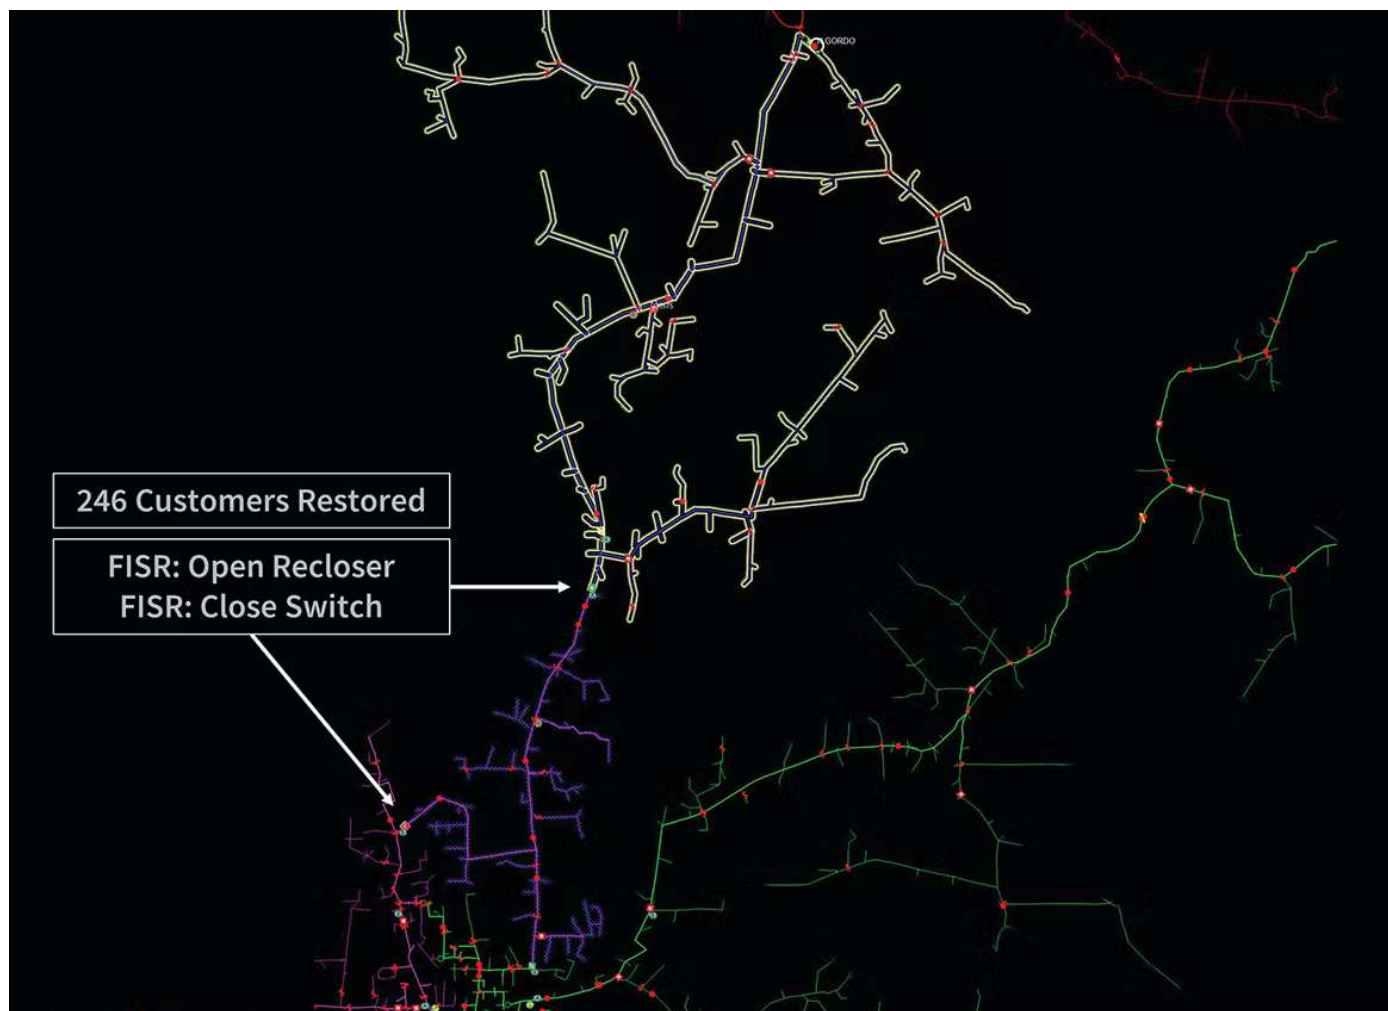 GORDO
246 Customers Restored
FISR: Open Recloser
FISR: Close Switch